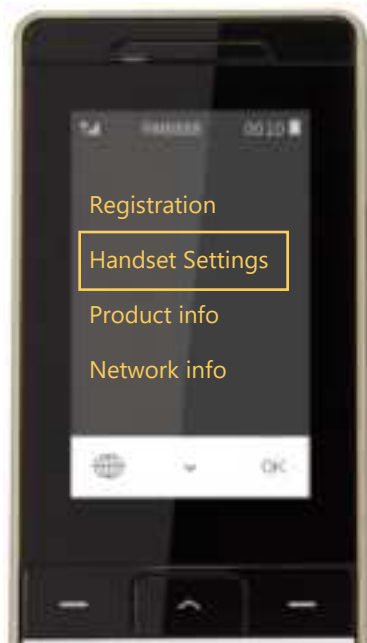 00:10
Registration
Handset Settings
Product info
Network info
OK